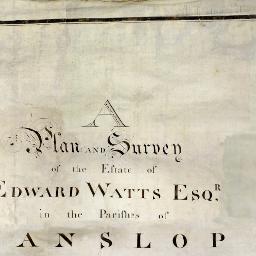 A
Plan AND Survey
of the Eſtate of
EDWARD WATTS ESQ.R
in the Pariſhes of
ANSLOP